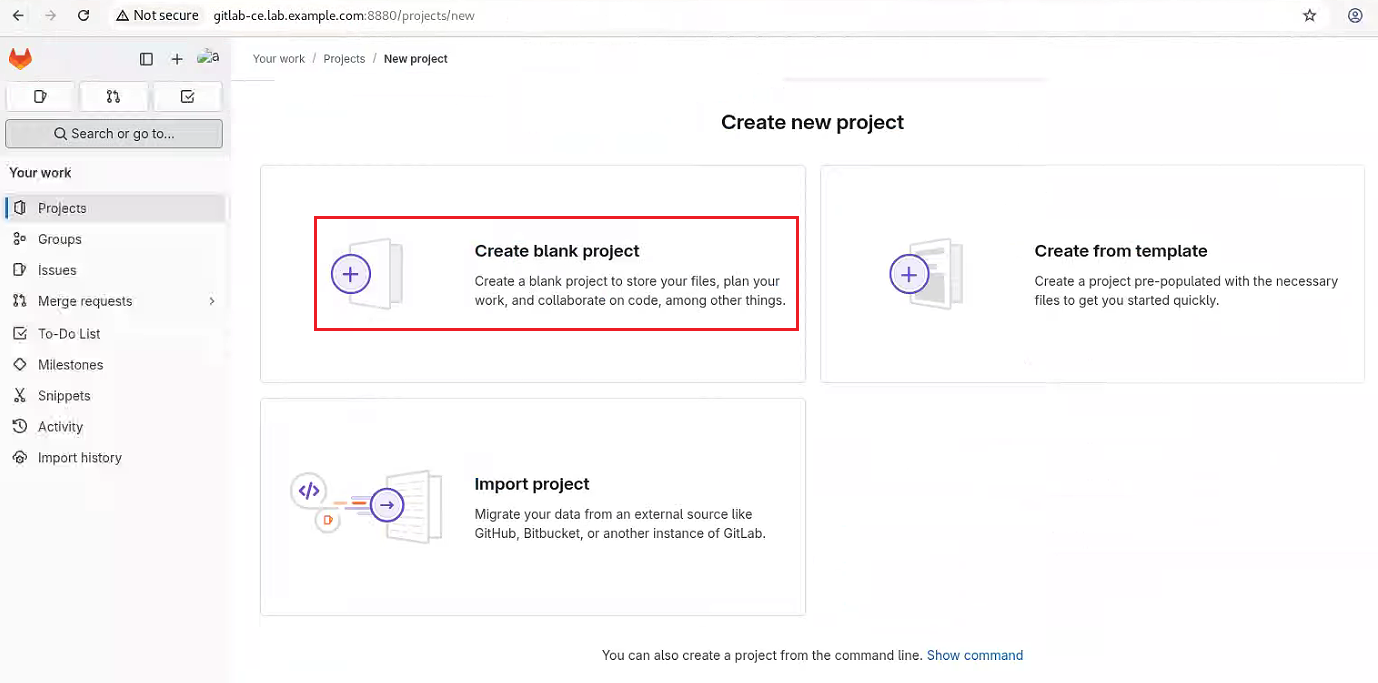 Not secure gitlab-ce.lab.example.com:8880/projects/new
a
Your work / Projects / New project
Search or go to...
Your work
Projects
Groups
Issues
Merge requests
To-Do List
Milestones
Snippets
Activity
Import history
Create new project
Create blank project
Create a blank project to store your files, plan your
work, and collaborate on code, among other things.
Create from template
Create a project pre-populated with the necessary
files to get you started quickly.
Import project
Migrate your data from an external source like
GitHub, Bitbucket, or another instance of GitLab.
You can also create a project from the command line. Show command